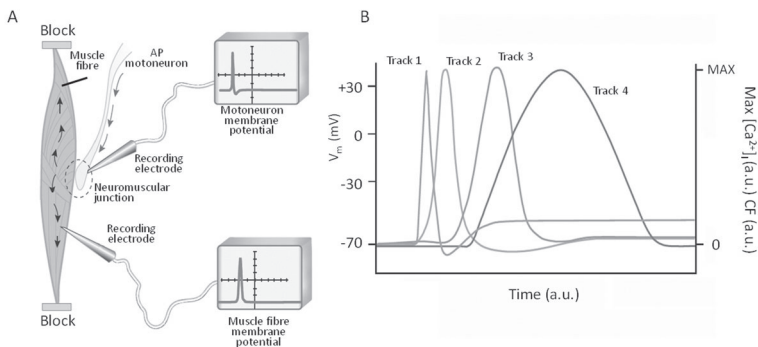 A
Block
Muscle
fibre
AP
motoneuron
Motoneuron
membrane
potential
Recording
electrode
Neuromuscular
junction
Recording
electrode
Block
Muscle fibre
membrane
potential
B
Track 1
Track 2
Track 3
Track 4
+30
0
-30
-70
Vm (mV)
MAX
0
Max [Ca2+]I (a.u.) CF (a.u.)
Time (a.u.)